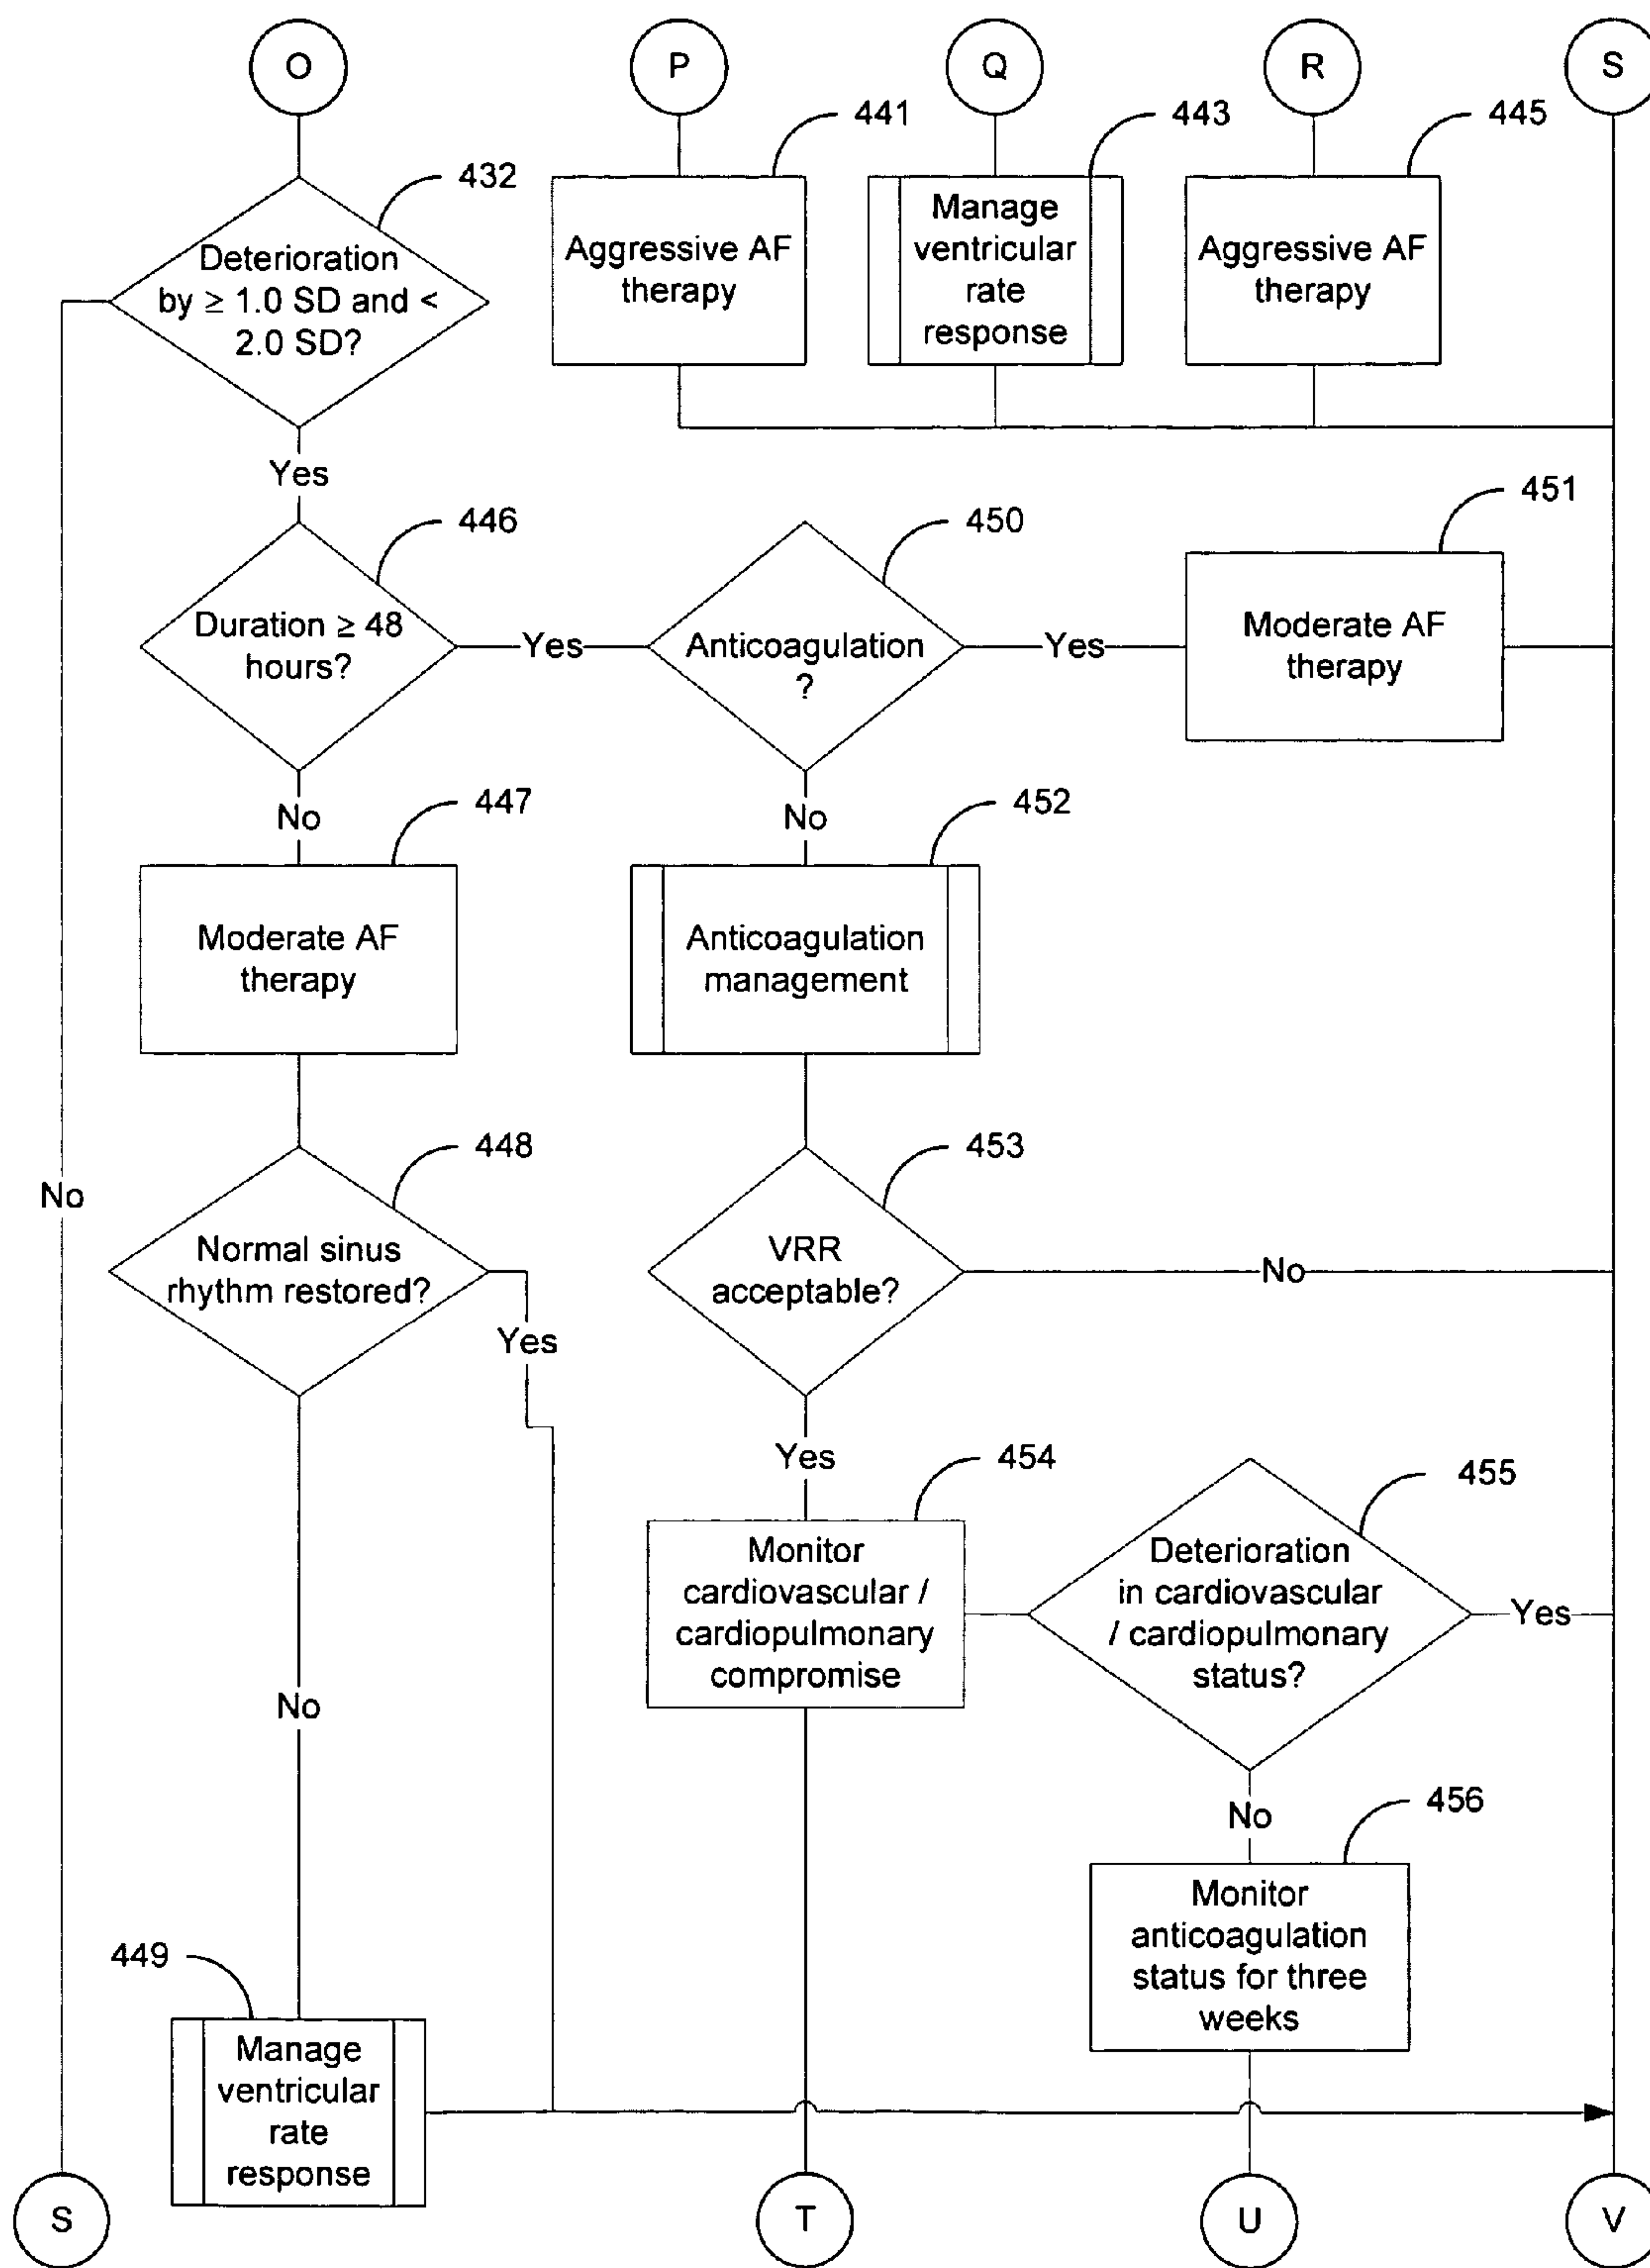 O
P
Q
R
S
441
443
445
432
Deterioration
by ≥ 1.0 SD and <
2.0 SD?
Aggressive AF
therapy
Manage
ventricular
rate
response
Aggressive AF
therapy
Yes
446
450
451
Duration ≥ 48
hours?
Yes
Anticoagulation
?
Yes
Moderate AF
therapy
No
447
No
452
Moderate AF
therapy
Anticoagulation
management
448
453
No
Normal sinus
rhythm restored?
Yes
VRR
acceptable?
No
Yes
454
455
Monitor
cardiovascular /
cardiopulmonary
compromise
Deterioration
in cardiovascular
/ cardiopulmonary
status?
Yes
No
No
456
Monitor
anticoagulation
status for three
weeks
449
Manage
ventricular
rate
response
S
T
U
V